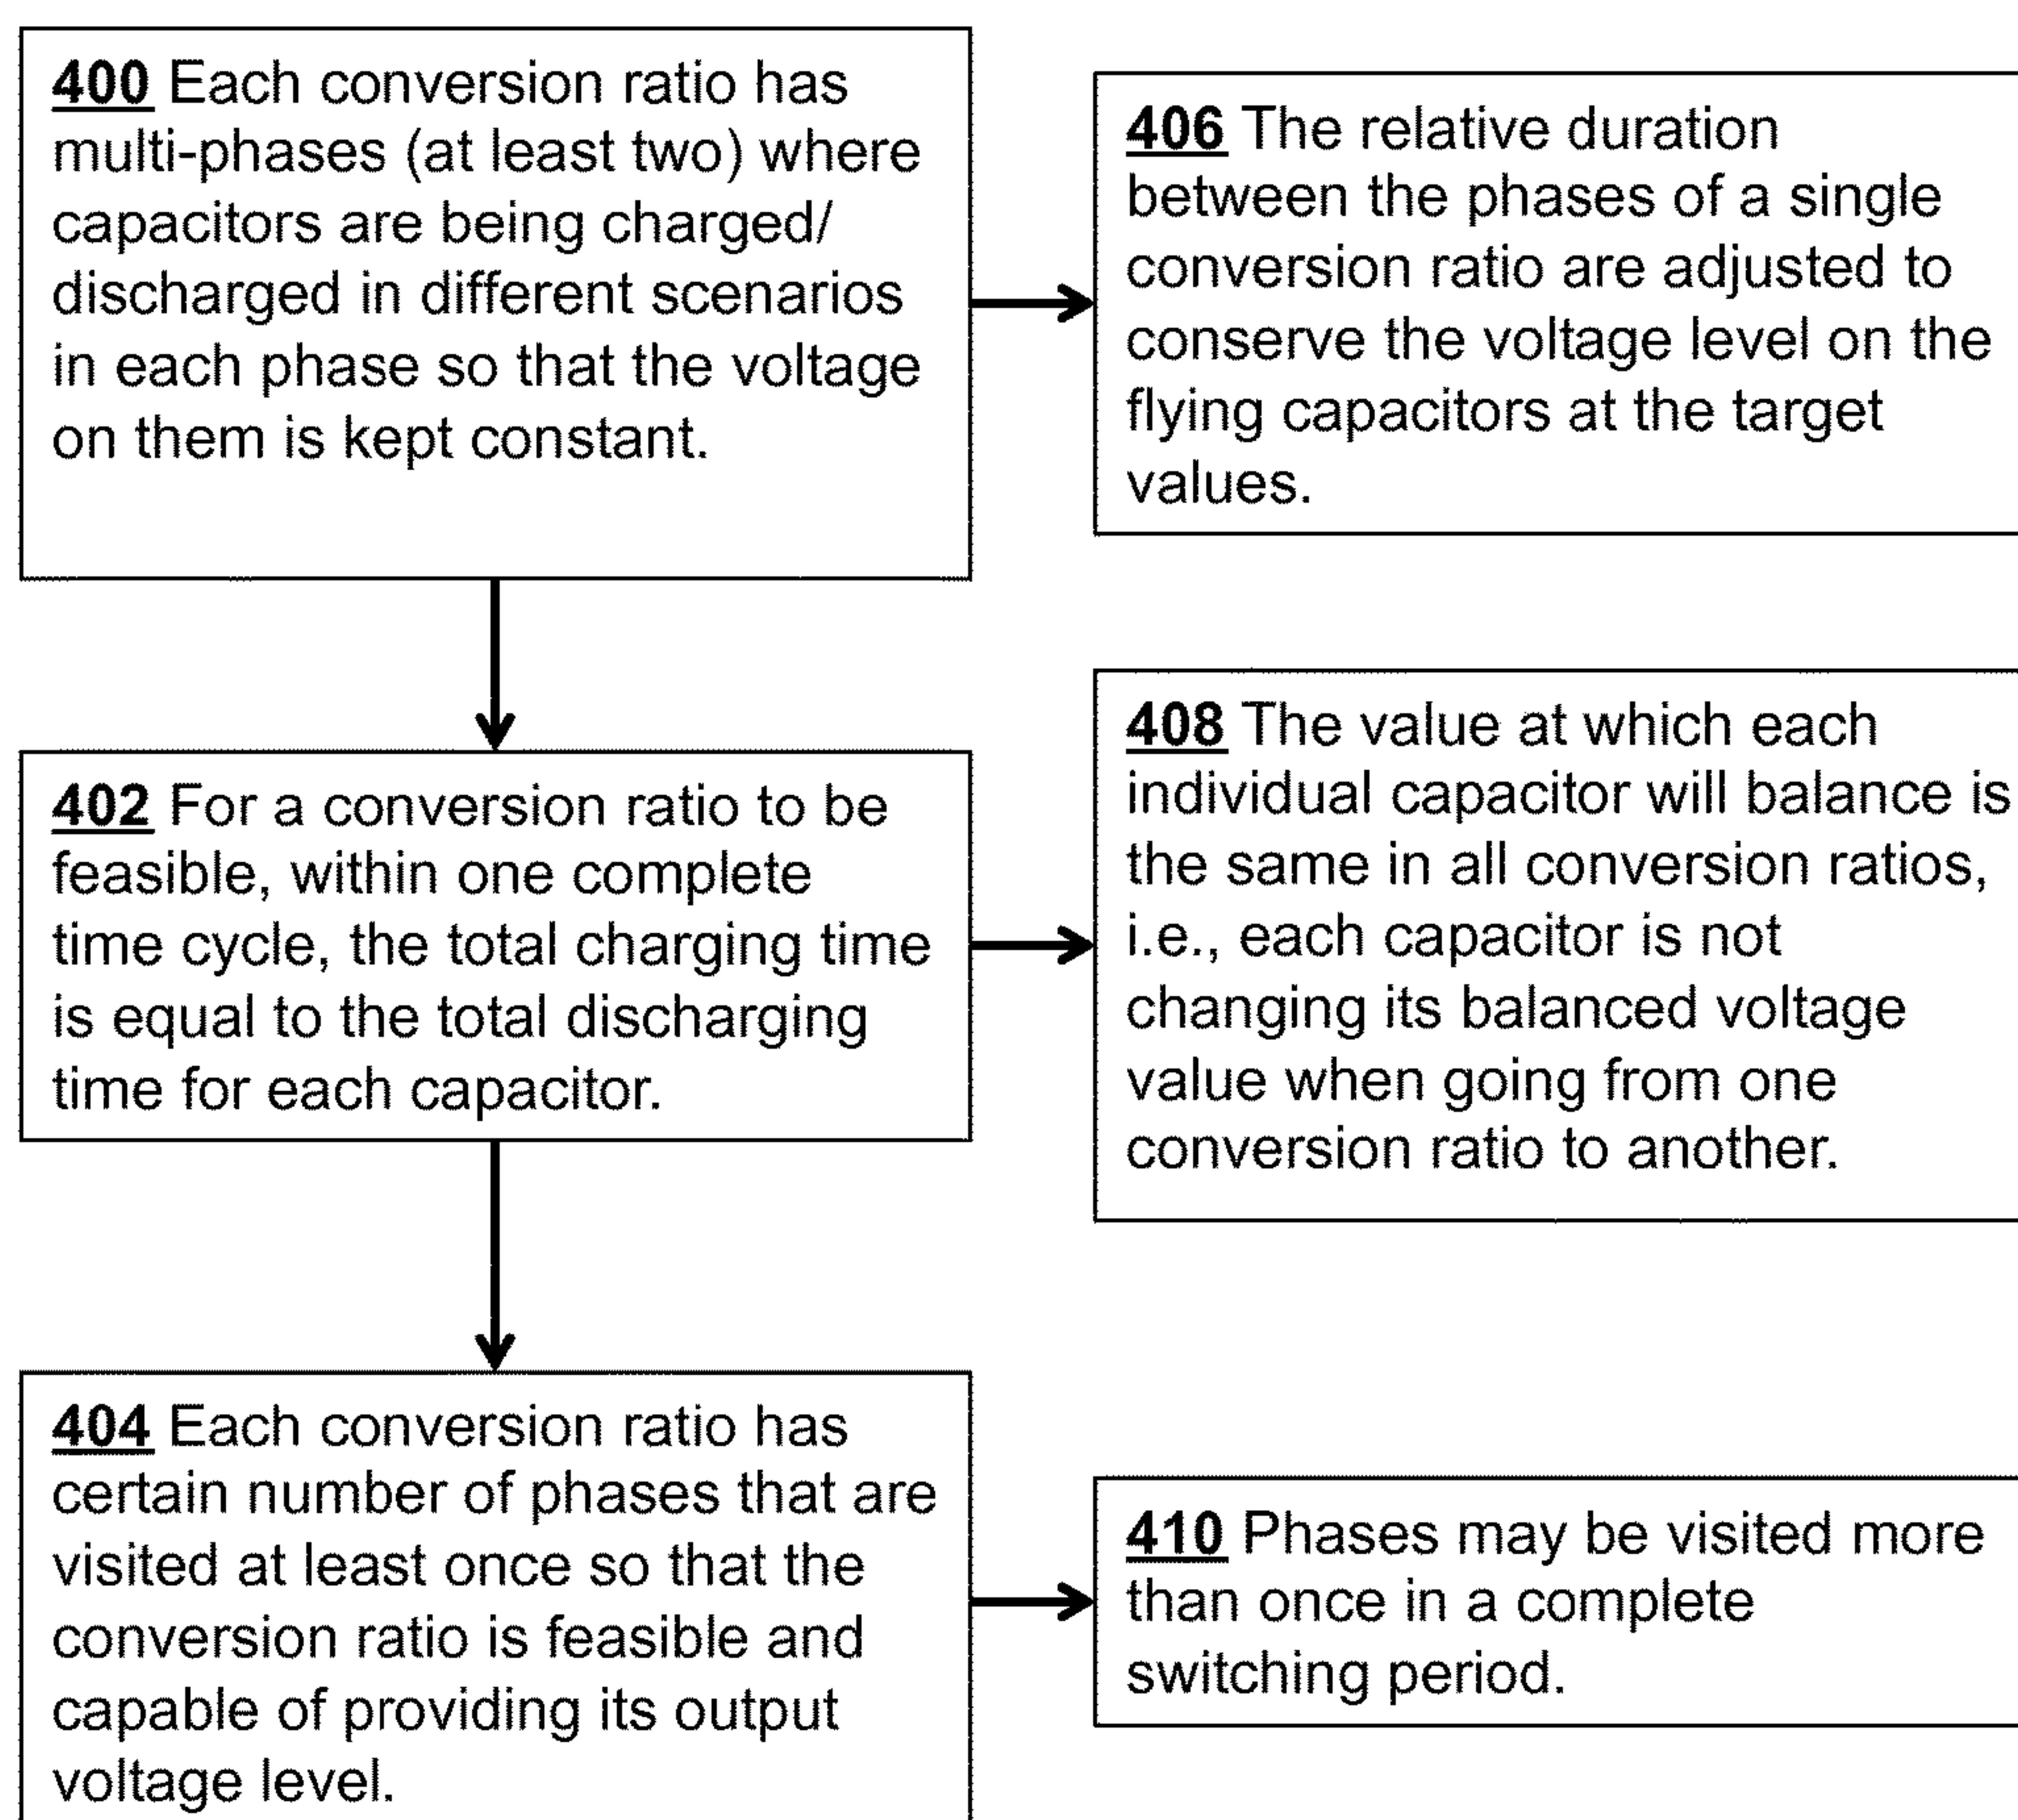 400 Each conversion ratio has
multi-phases (at least two) where
capacitors are being charged/
discharged in different scenarios
in each phase so that the voltage
on them is kept constant.
406 The relative duration
between the phases of a single
conversion ratio are adjusted to
conserve the voltage level on the
flying capacitors at the target
values.
402 For a conversion ratio to be
feasible, within one complete
time cycle, the total charging time
is equal to the total discharging
time for each capacitor.
408 The value at which each
individual capacitor will balance is
the same in all conversion ratios,
i.e., each capacitor is not
changing its balanced voltage
value when going from one
conversion ratio to another.
404 Each conversion ratio has
certain number of phases that are
visited at least once so that the
conversion ratio is feasible and
capable of providing its output
voltage level.
410 Phases may be visited more
than once in a complete
switching period.